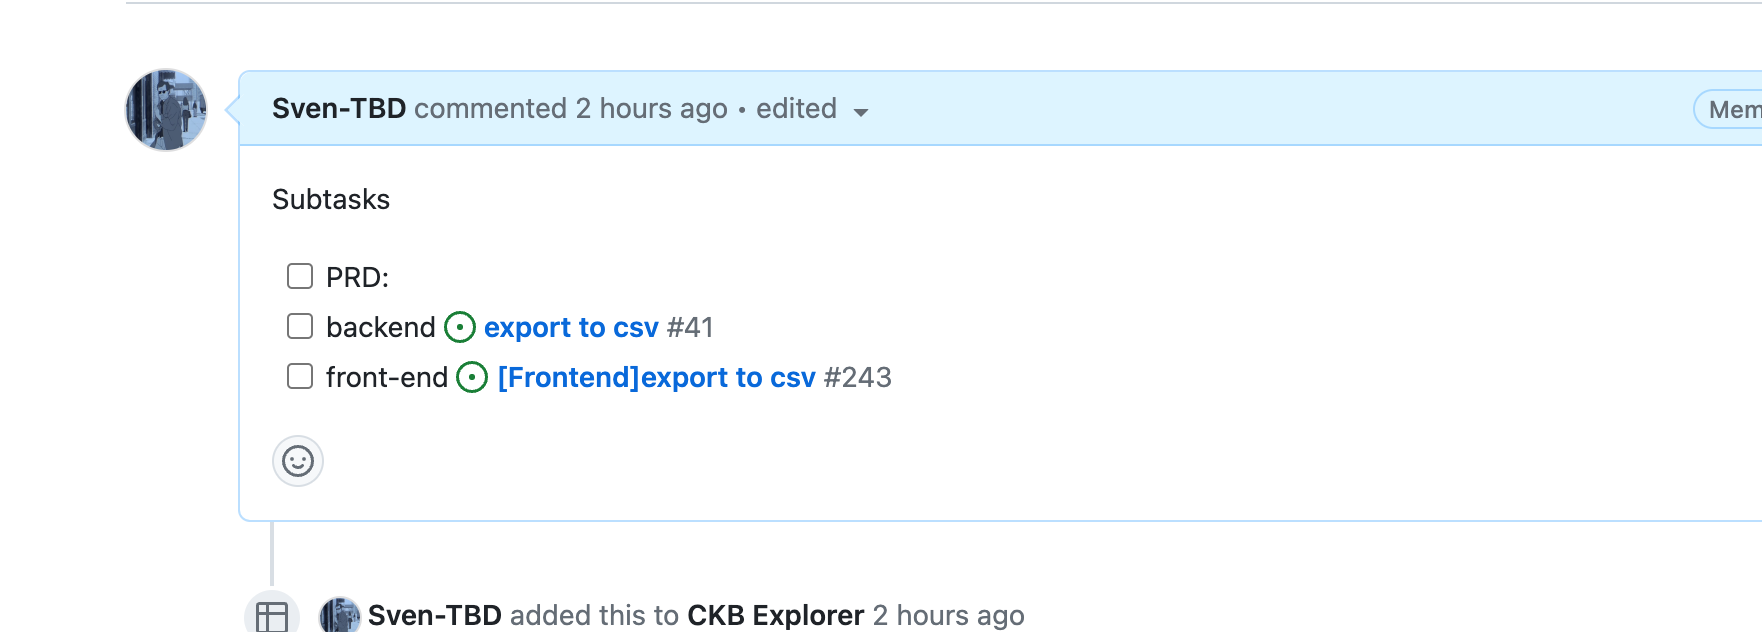 Sven-TBD commented 2 hours ago • edited
Subtasks
PRD:
backend export to csv #41
front-end [Frontend]export to csv #243
Sven-TBD added this to CKB Explorer 2 hours ago